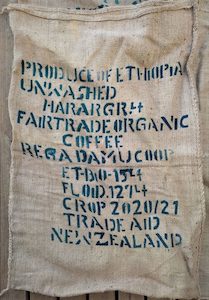 PRODUCE OF ETHIOPIA
UNWASHED
HARAR GR.4
FAIRTRADE ORGANIC
COFFEE
REGA DAMU COOP
ET-BIO-154
FLO ID.1274
CROP 2020/21
TRADE AID
NEW ZEALAND